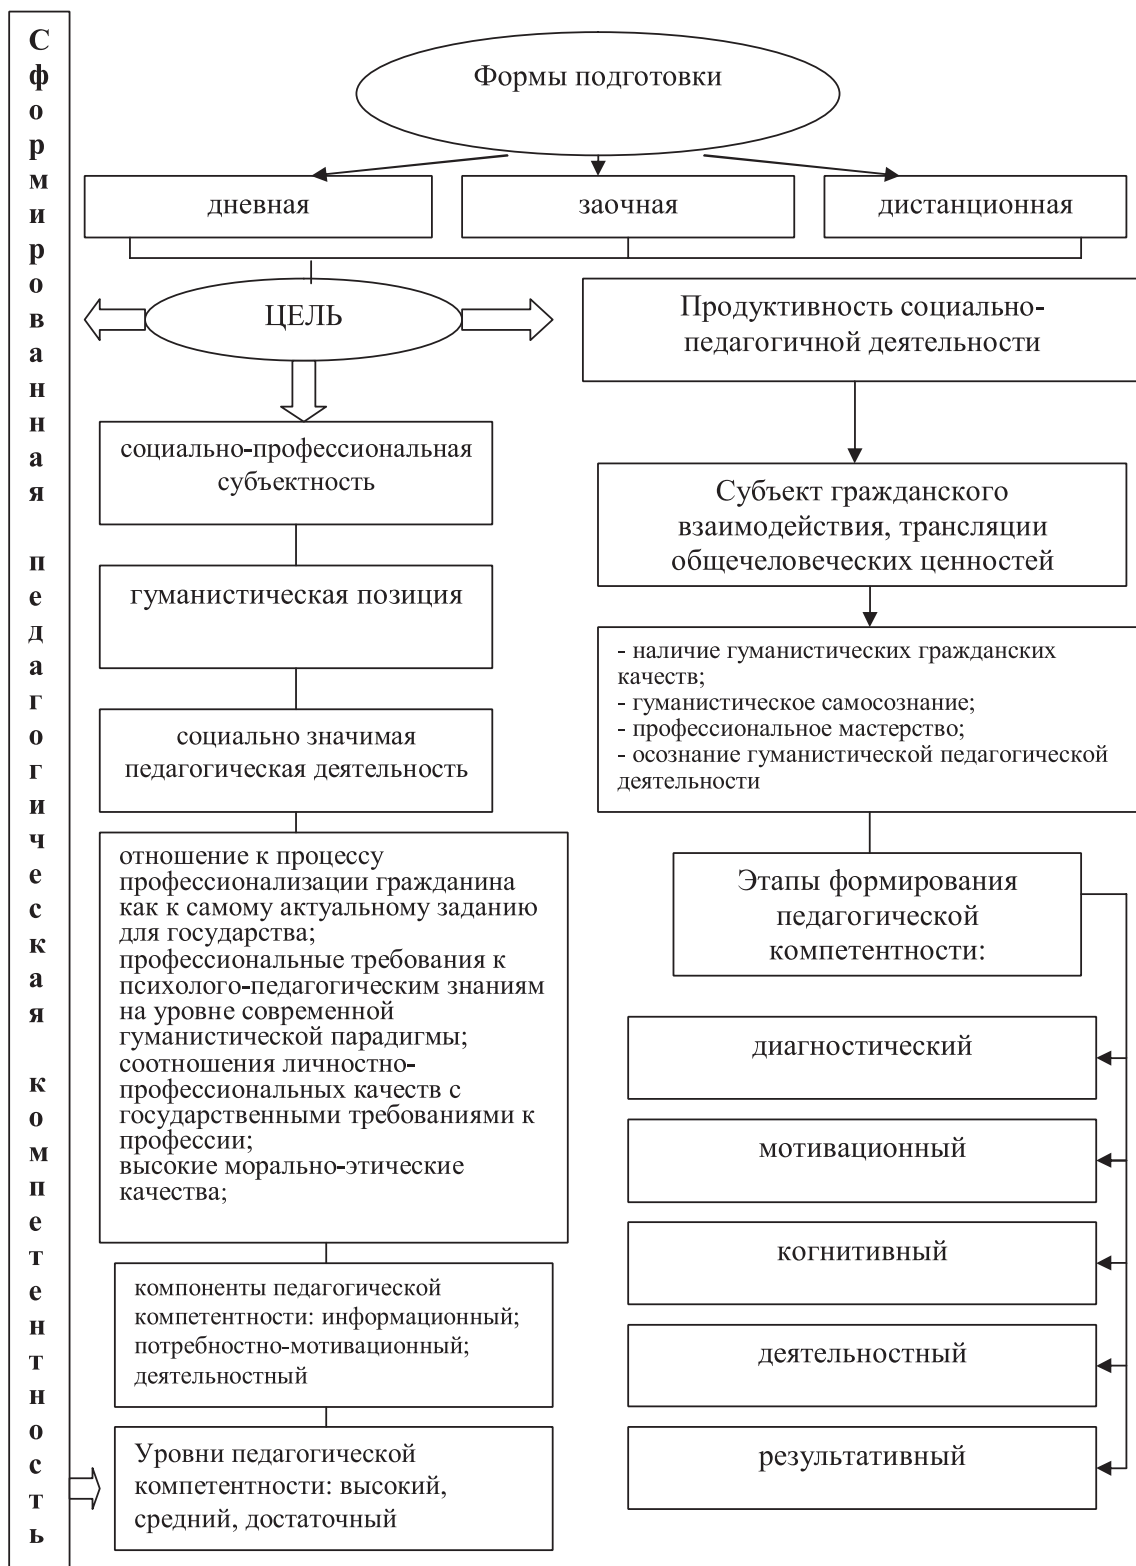 Сформированная педагогическая компетентность
Формы подготовки
дневная
заочная
дистанционная
ЦЕЛЬ
Продуктивность социально-
педагогичной деятельности
социально-профессиональная
субъектность
Субъект гражданского
взаимодействия, трансляции
общечеловеческих ценностей
гуманистическая позиция
- наличие гуманистических гражданских
качеств;
- гуманистическое самосознание;
- профессиональное мастерство;
- осознание гуманистической педагогической
деятельности
социально значимая
педагогическая деятельность
отношение к процессу
профессионализации гражданина
как к самому актуальному заданию
для государства;
профессиональные требования к
психолого-педагогическим знаниям
на уровне современной
гуманистической парадигмы;
соотношения личностно-
профессиональных качеств с
государственными требованиями к
профессии;
высокие морально-этические
качества;
Этапы формирования
педагогической
компетентности:
диагностический
мотивационный
когнитивный
деятельностный
результативный
компоненты педагогической
компетентности: информационный;
потребностно-мотивационный;
деятельностный
Уровни педагогической
компетентности: высокий,
средний, достаточный